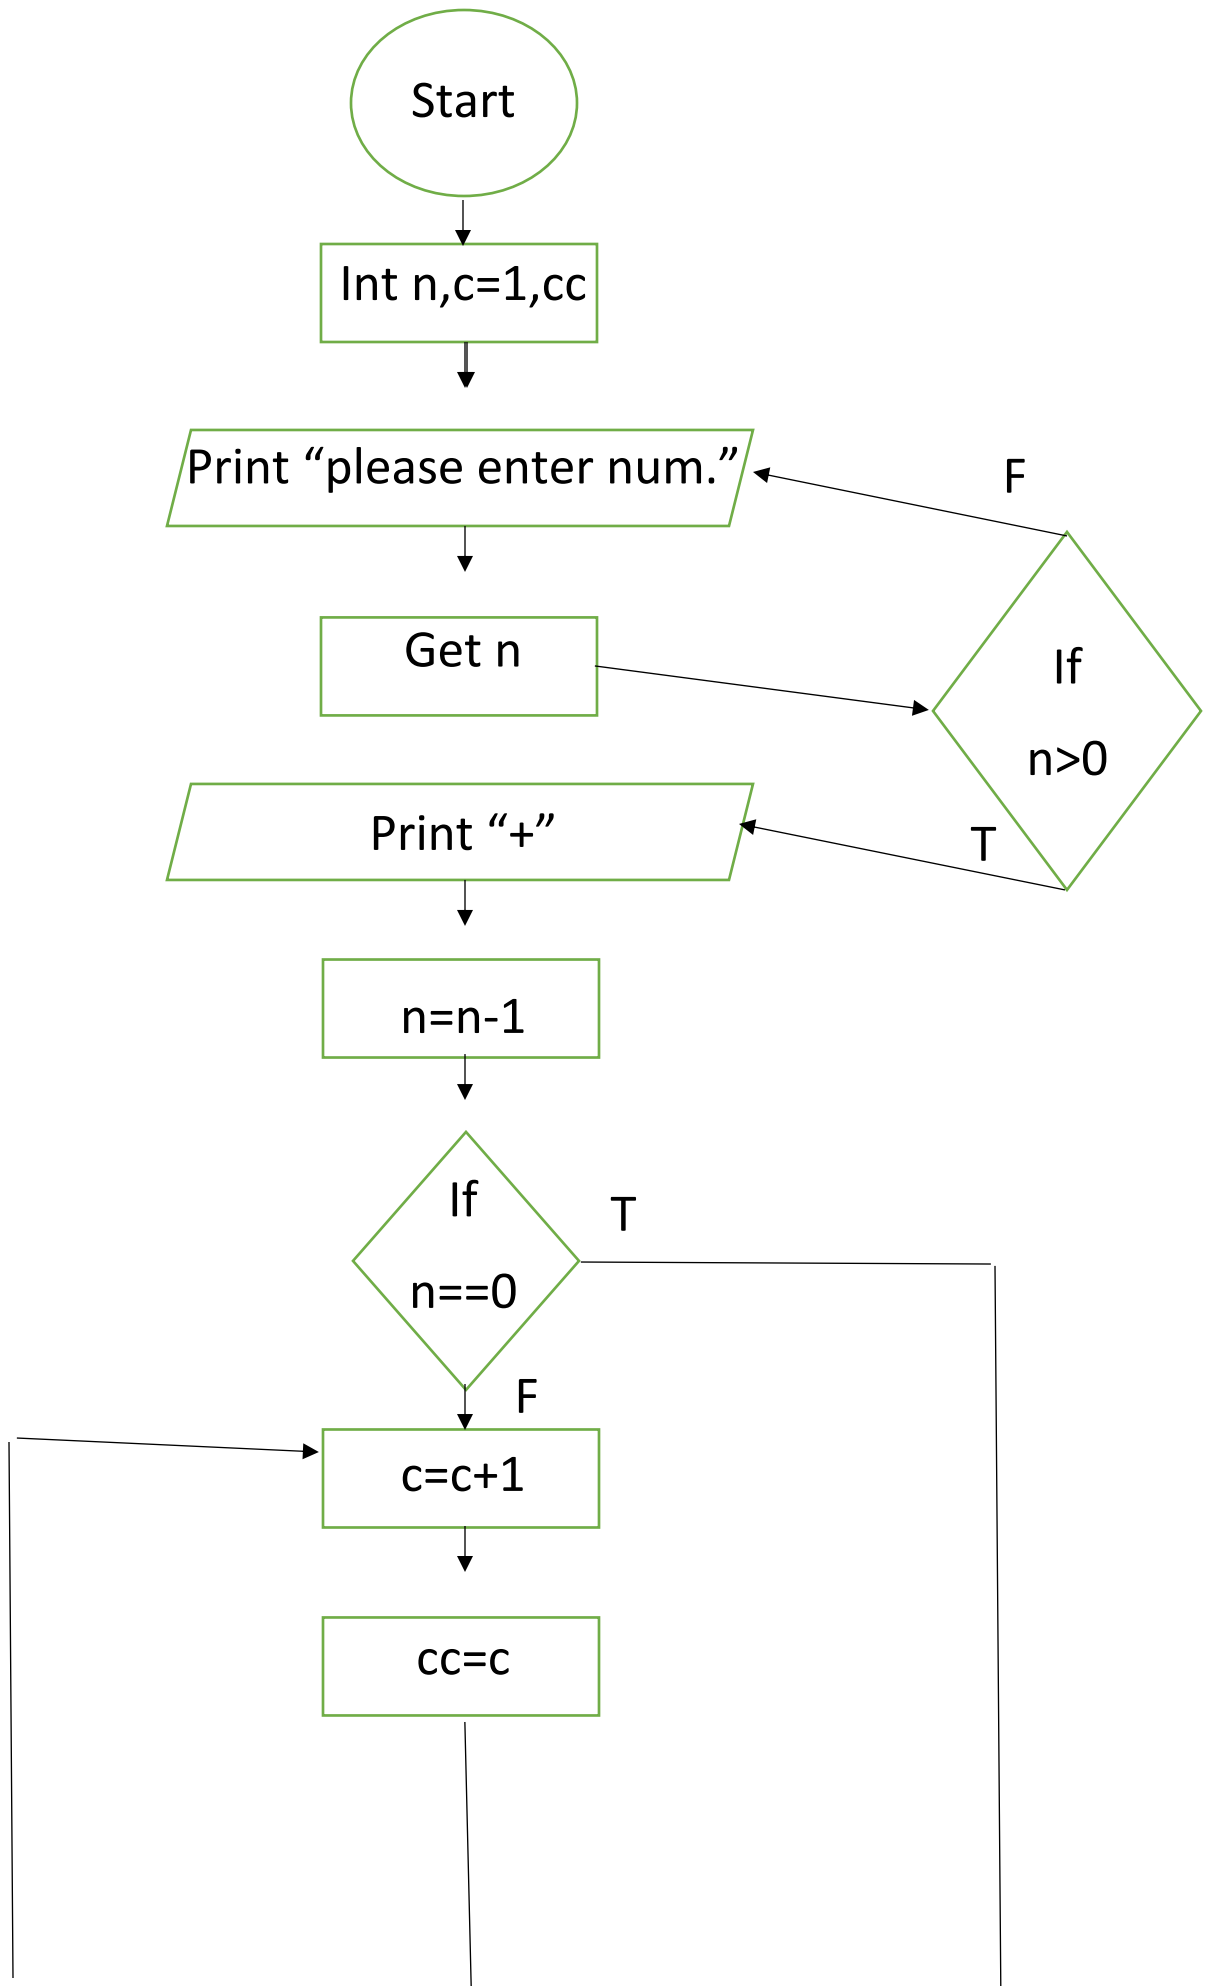 Start
Int n,c=1,cc
Print “please enter num.”
F
Get n
If
n>0
Print “+”
T
n=n-1
If
n==0
T
F
c=c+1
cc=c